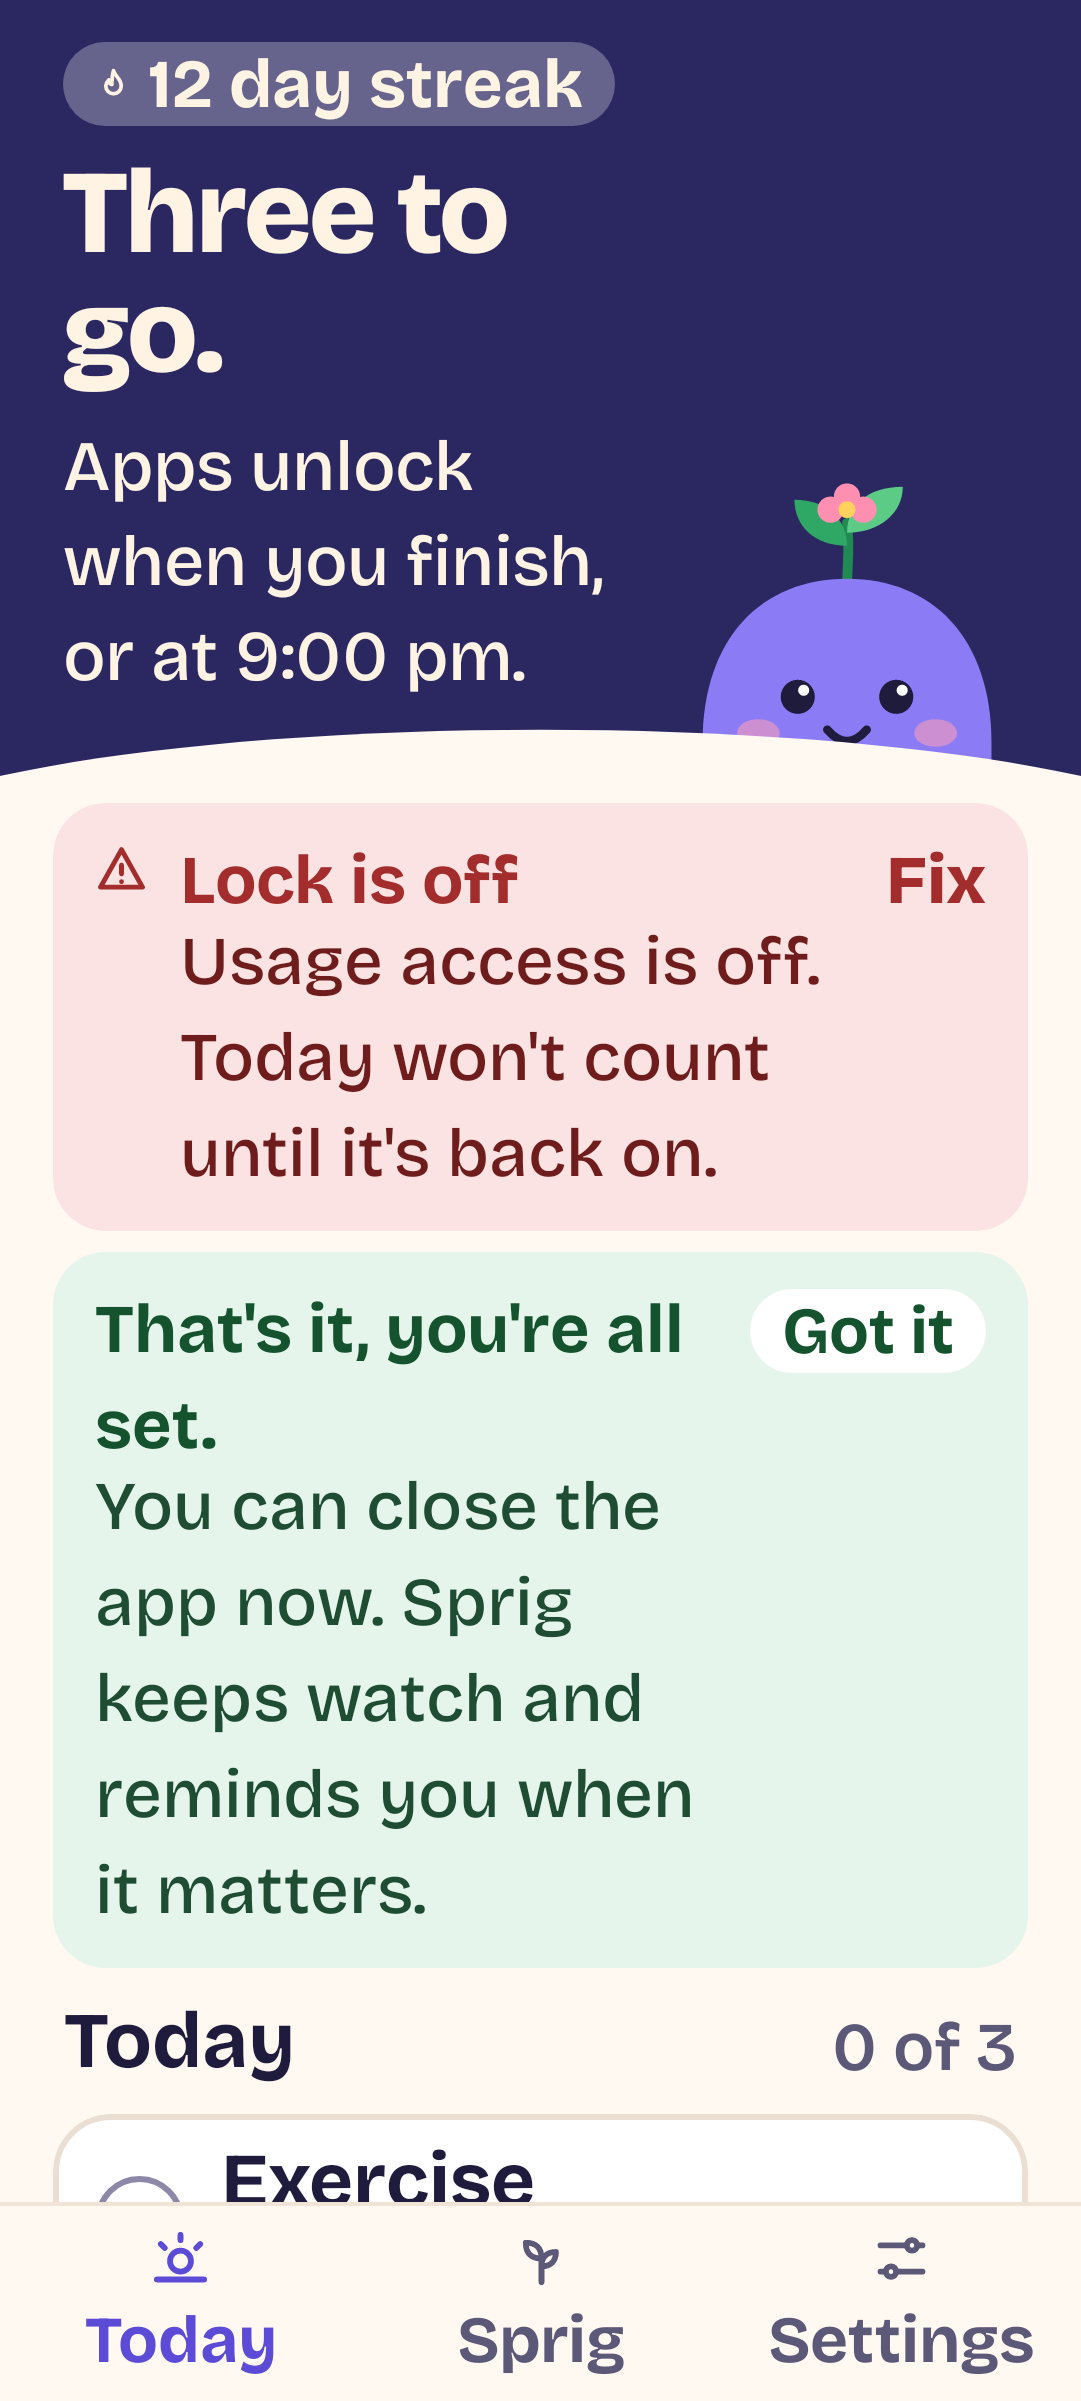 12 day streak
Three to
go.
Apps unlock
when you finish,
or at 9:00 pm.
Lock is off
Fix
Usage access is off.
Today won't count
until it's back on.
That's it, you're all
set.
Got it
You can close the
app now. Sprig
keeps watch and
reminds you when
it matters.
Today
0 of 3
Exercise
Today
Sprig
Settings